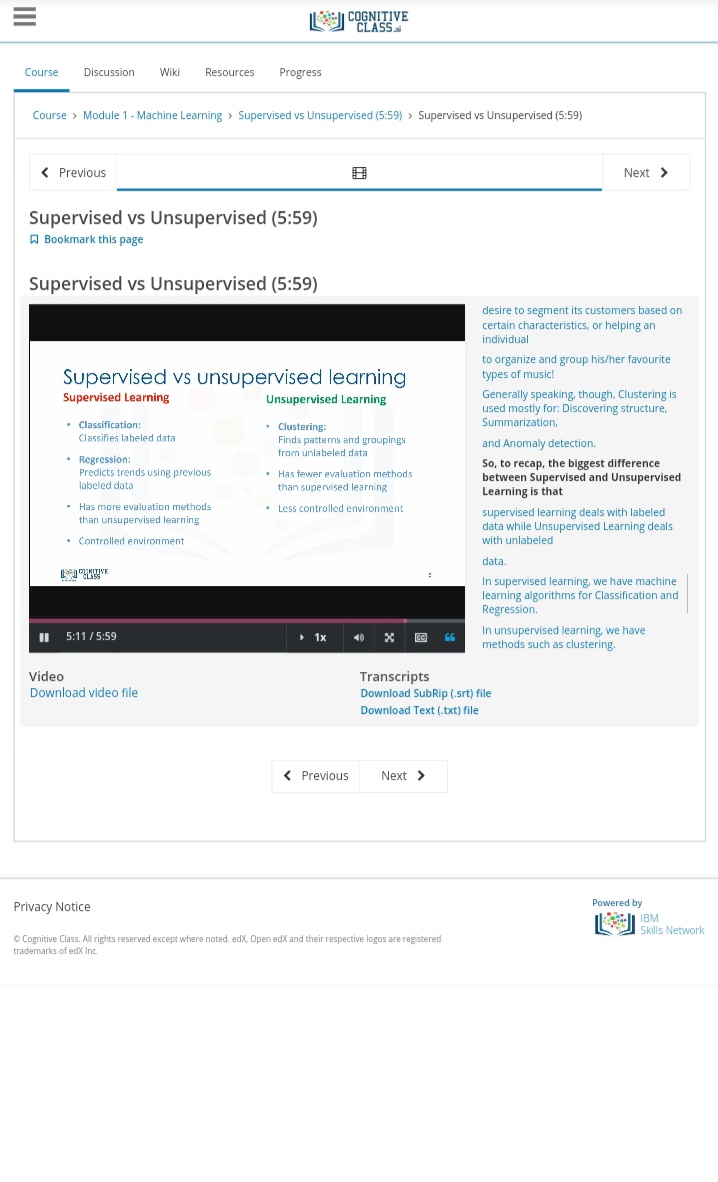 COGNITIVE
CLASS.ai
Course Discussion Wiki Resources Progress
Course > Module 1 - Machine Learning > Supervised vs Unsupervised (5:59) > Supervised vs Unsupervised (5:59)
Previous
Next
Supervised vs Unsupervised (5:59)
Bookmark this page
Supervised vs Unsupervised (5:59)
Supervised vs unsupervised learning
Supervised Learning
• Classification:
Classifies labeled data
• Regression:
Predicts trends using previous
labeled data
• Has more evaluation methods
than unsupervised learning
• Controlled environment
Unsupervised Learning
• Clustering:
Finds patterns and groupings
from unlabeled data
• Has fewer evaluation methods
than supervised learning
• Less controlled environment
COGNITIVE
CLASS
5:11 / 5:59
1x
CC
desire to segment its customers based on
certain characteristics, or helping an
individual
to organize and group his/her favourite
types of music!
Generally speaking, though, Clustering is
used mostly for: Discovering structure,
Summarization,
and Anomaly detection.
So, to recap, the biggest difference
between Supervised and Unsupervised
Learning is that
supervised learning deals with labeled
data while Unsupervised Learning deals
with unlabeled
data.
In supervised learning, we have machine
learning algorithms for Classification and
Regression.
In unsupervised learning, we have
methods such as clustering.
Video
Download video file
Transcripts
Download SubRip (.srt) file
Download Text (.txt) file
Previous
Next
Privacy Notice
© Cognitive Class. All rights reserved except where noted. edX, Open edX and their respective logos are registered
trademarks of edX Inc.
Powered by
IBM
Skills Network